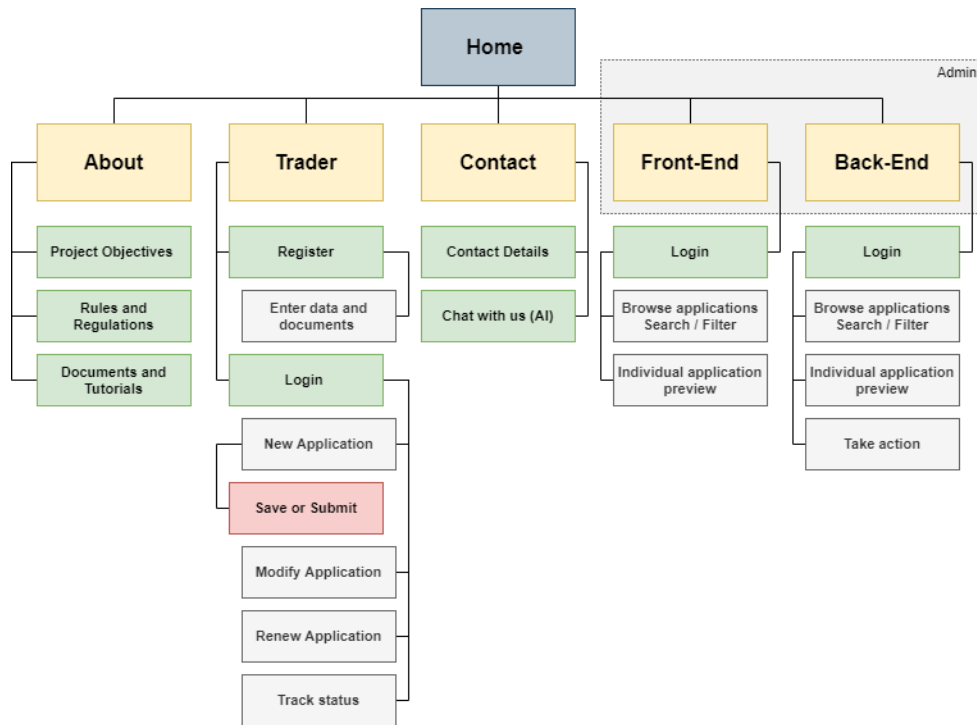 Home
Admin
About
Trader
Contact
Front-End
Back-End
Project Objectives
Register
Contact Details
Login
Login
Rules and
Regulations
Enter data and
documents
Chat with us (AI)
Browse applications
Search / Filter
Browse applications
Search / Filter
Documents and
Tutorials
Login
Individual application
preview
Individual application
preview
New Application
Take action
Save or Submit
Modify Application
Renew Application
Track status